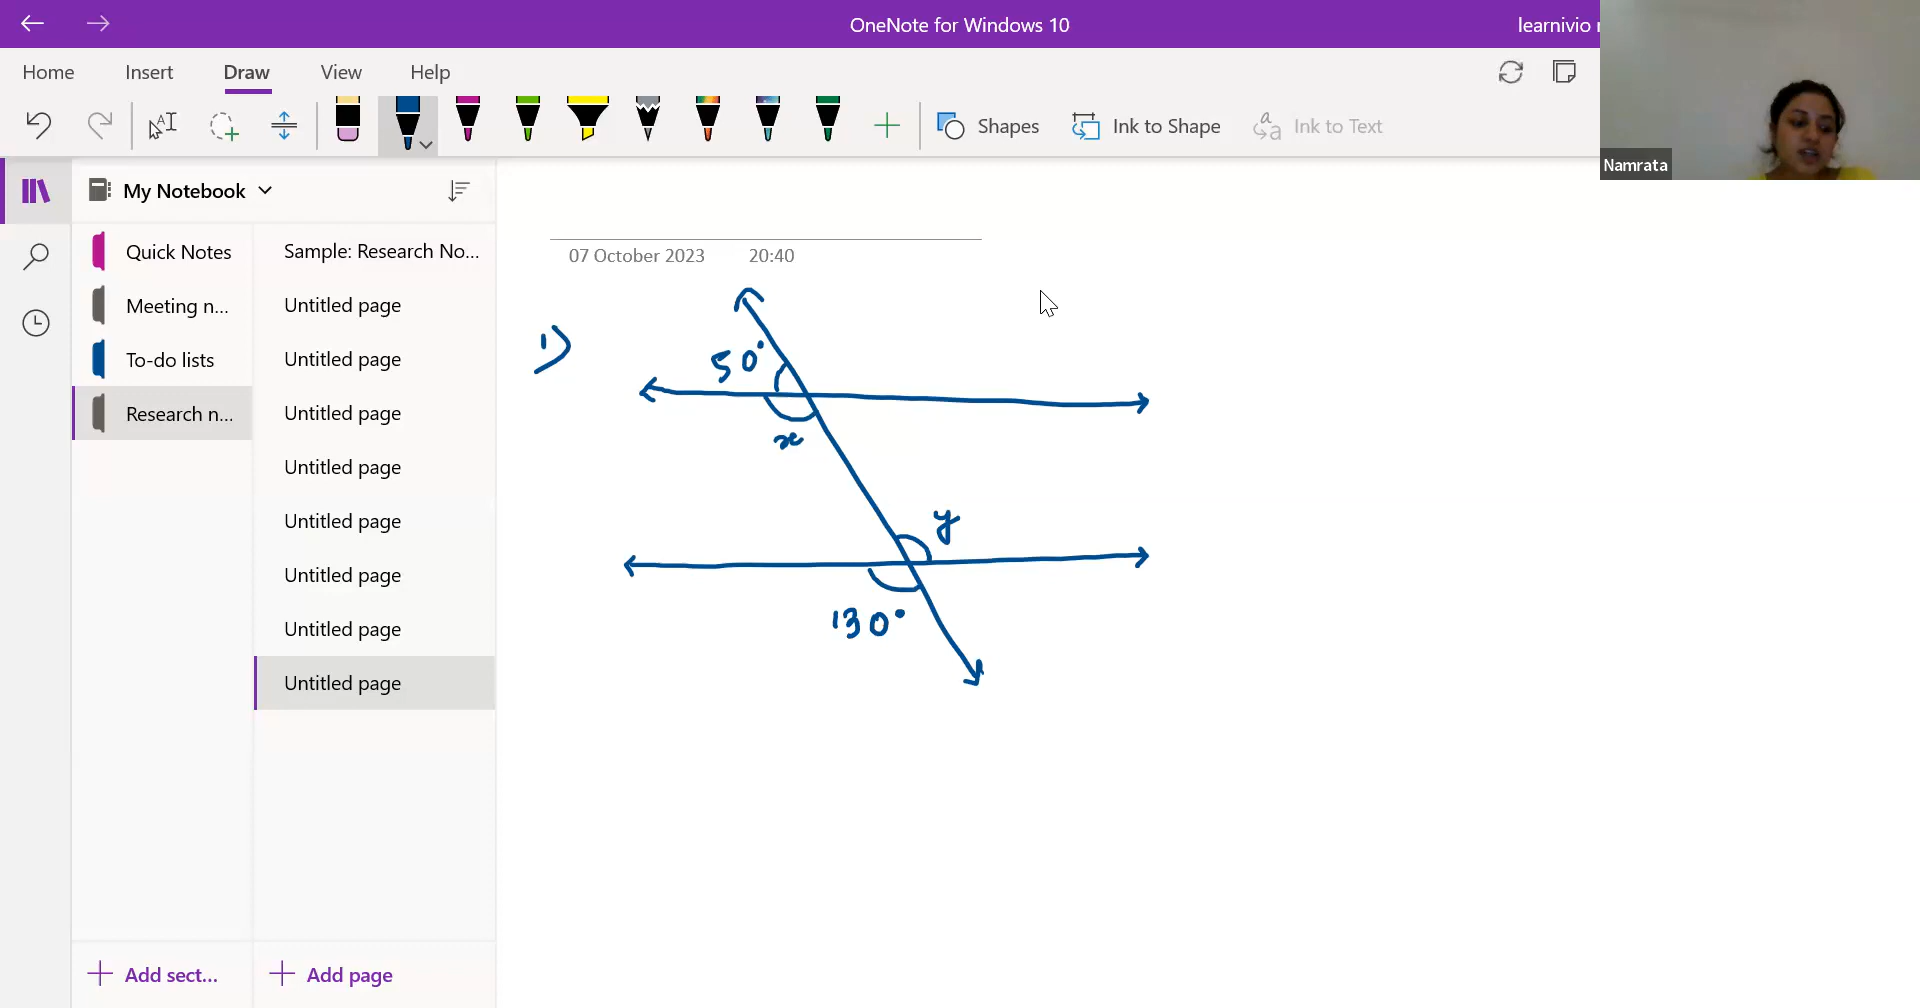 OneNote for Windows 10
learnivio
Home Insert Draw View Help
Shapes Ink to Shape Ink to Text
Namrata
My Notebook
Quick Notes
Meeting n...
To-do lists
Research n...
Sample: Research No...
Untitled page
Untitled page
Untitled page
Untitled page
Untitled page
Untitled page
Untitled page
Untitled page
07 October 2023 20:40
1)
50°
x
y
130°
Add sect...
Add page